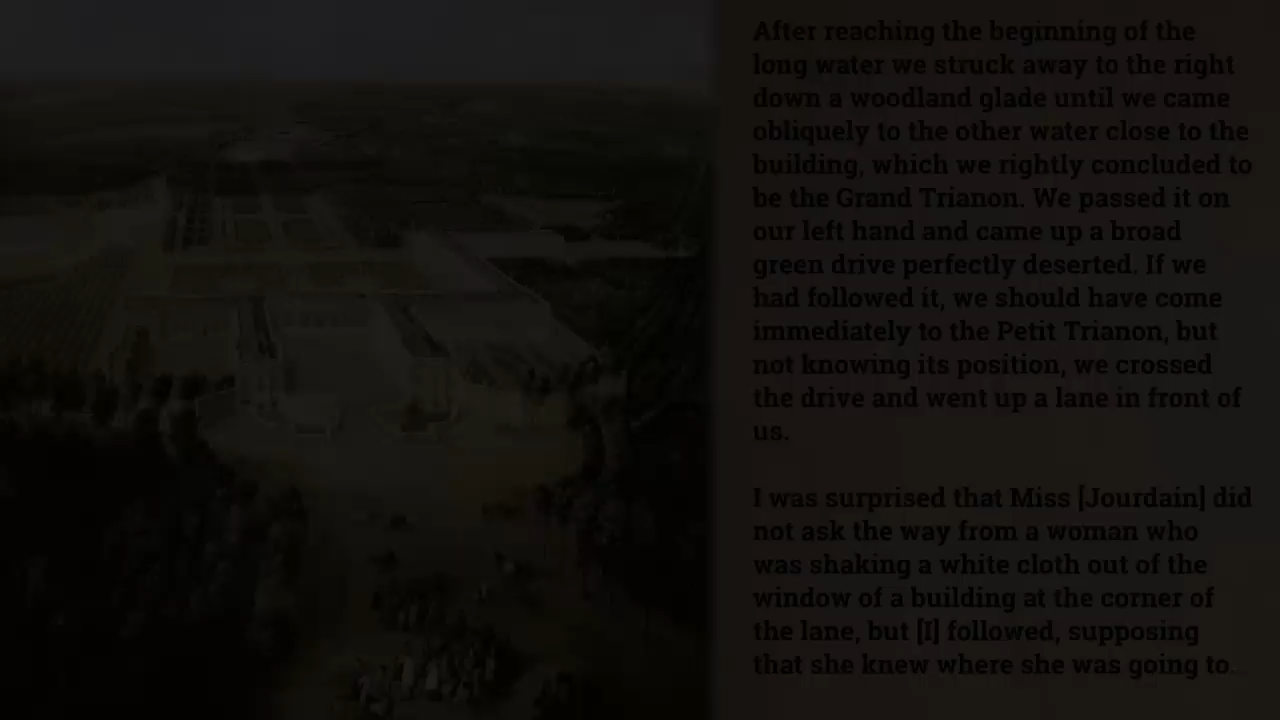 After reaching the beginning of the
long water we struck away to the right
down a woodland glade until we came
obliquely to the other water close to the
building, which we rightly concluded to
be the Grand Trianon. We passed it on
our left hand and came up a broad
green drive perfectly deserted. If we
had followed it, we should have come
immediately to the Petit Trianon, but
not knowing its position, we crossed
the drive and went up a lane in front of
us.
I was surprised that Miss [Jourdain] did
not ask the way from a woman who
was shaking a white cloth out of the
window of a building at the corner of
the lane, but [I] followed, supposing
that she knew where she was going to...